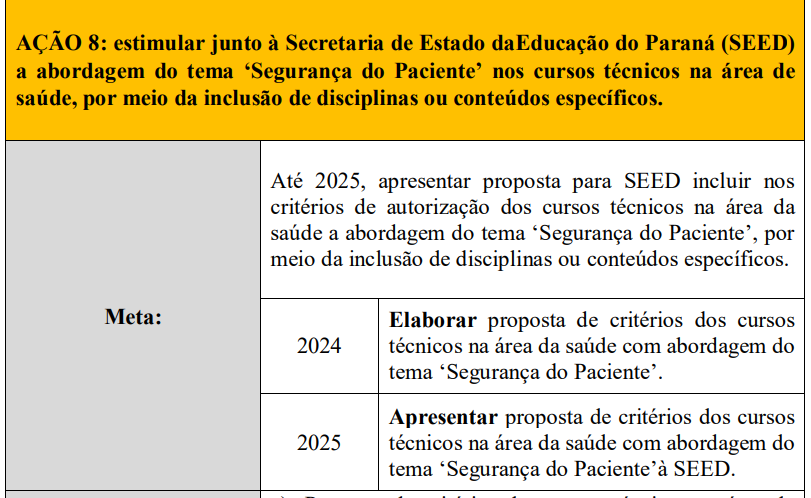 AÇÃO 8: estimular junto à Secretaria de Estado daEducação do Paraná (SEED)
a abordagem do tema ‘Segurança do Paciente’ nos cursos técnicos na área de
saúde, por meio da inclusão de disciplinas ou conteúdos específicos.
Meta:
Até 2025, apresentar proposta para SEED incluir nos
critérios de autorização dos cursos técnicos na área da
saúde a abordagem do tema ‘Segurança do Paciente’, por
meio da inclusão de disciplinas ou conteúdos específicos.
2024
Elaborar proposta de critérios dos cursos
técnicos na área da saúde com abordagem do
tema ‘Segurança do Paciente’.
2025
Apresentar proposta de critérios dos cursos
técnicos na área da saúde com abordagem do
tema ‘Segurança do Paciente’à SEED.